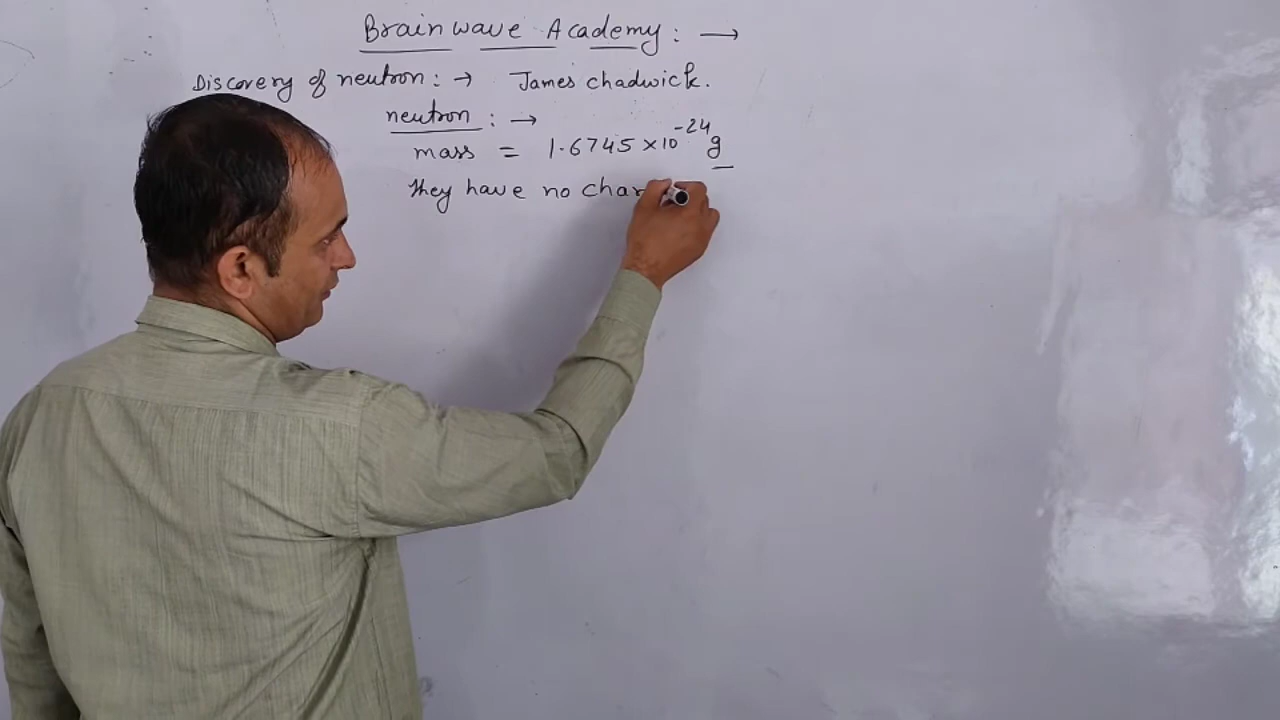 Brainwave Academy : →
Discovery of neutron : → James chadwick.
neutron : →
mass = 1.6745 × 10⁻²⁴ g
They have no char